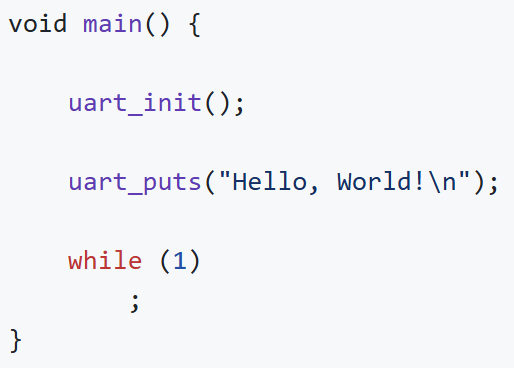 void main() {
    uart_init();
    uart_puts("Hello, World!\n");
    while (1)
        ;
}